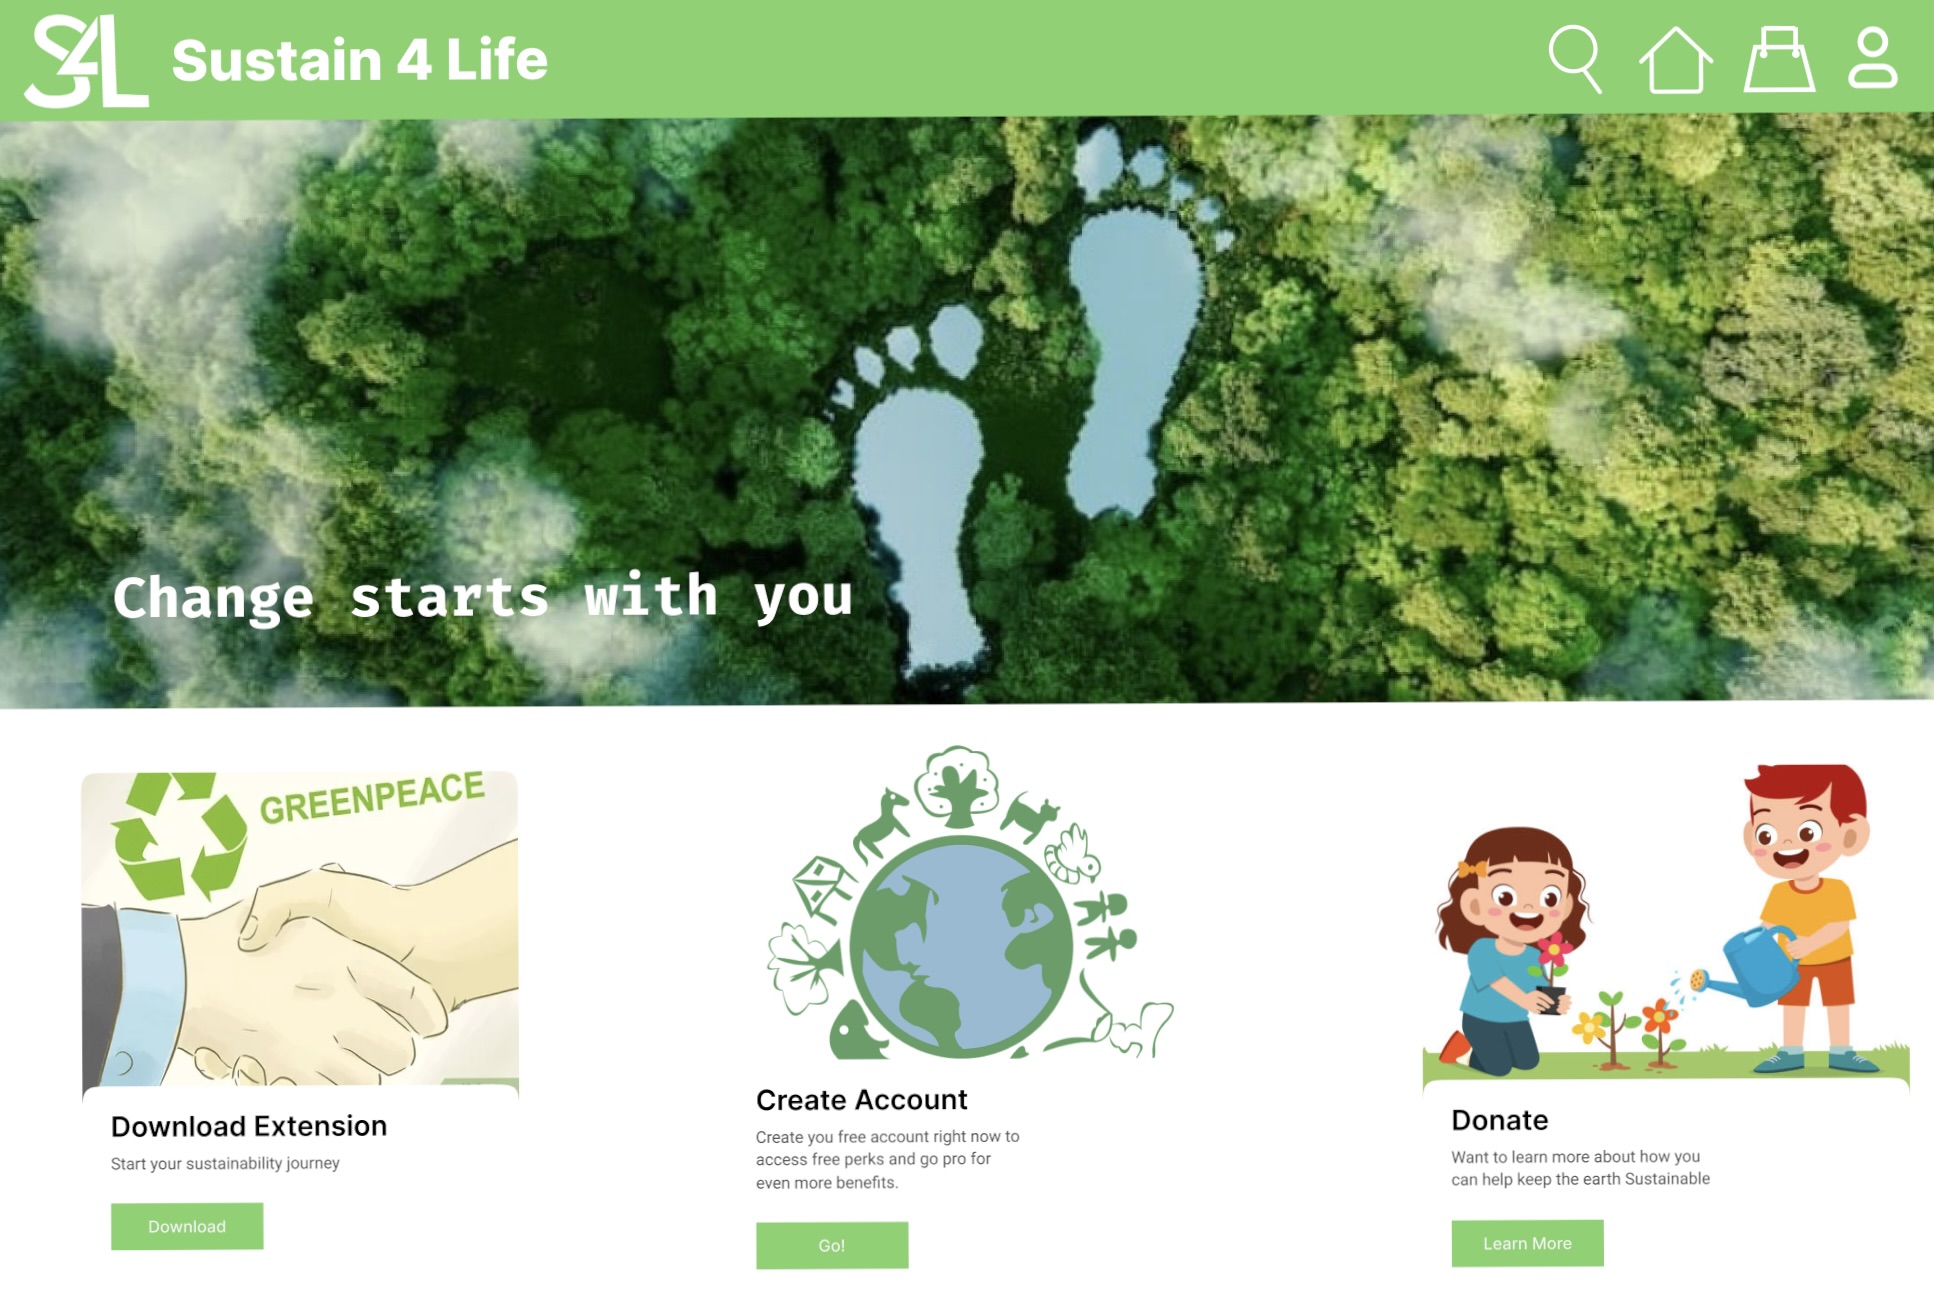 S4L
Sustain 4 Life
Change starts with you
GREENPEACE
Download Extension
Start your sustainability journey
Download
Create Account
Create you free account right now to
access free perks and go pro for
even more benefits.
Go!
Donate
Want to learn more about how you
can help keep the earth Sustainable
Learn More